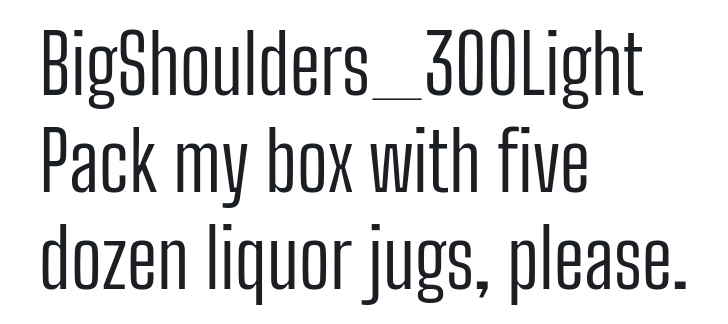 BigShoulders_300Light
Pack my box with five
dozen liquor jugs, please.